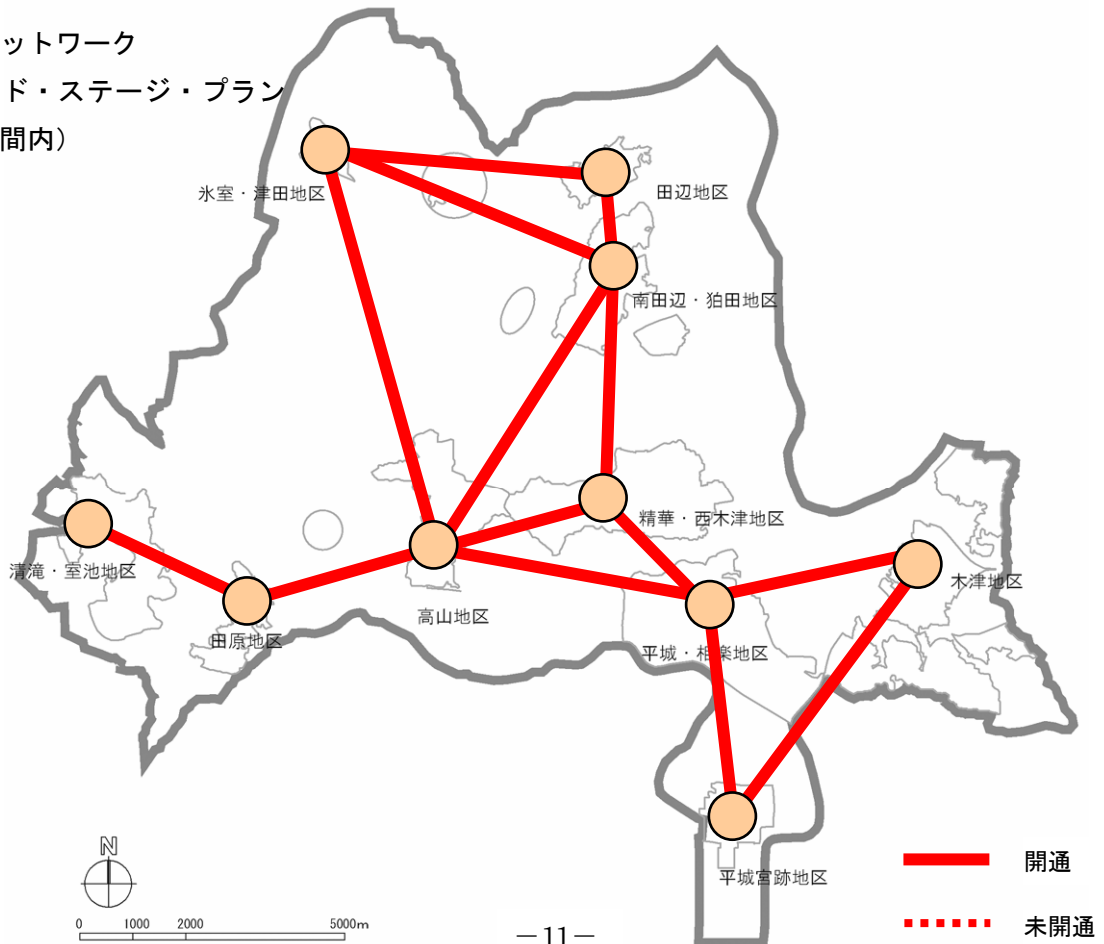 ットワーク
ド・ステージ・プラン
間内）
氷室・津田地区
田辺地区
南田辺・狛田地区
精華・西木津地区
清滝・室池地区
木津地区
高山地区
田原地区
平城・相楽地区
平城宮跡地区
N
0 1000 2000 5000m
開通
未開通
－11－